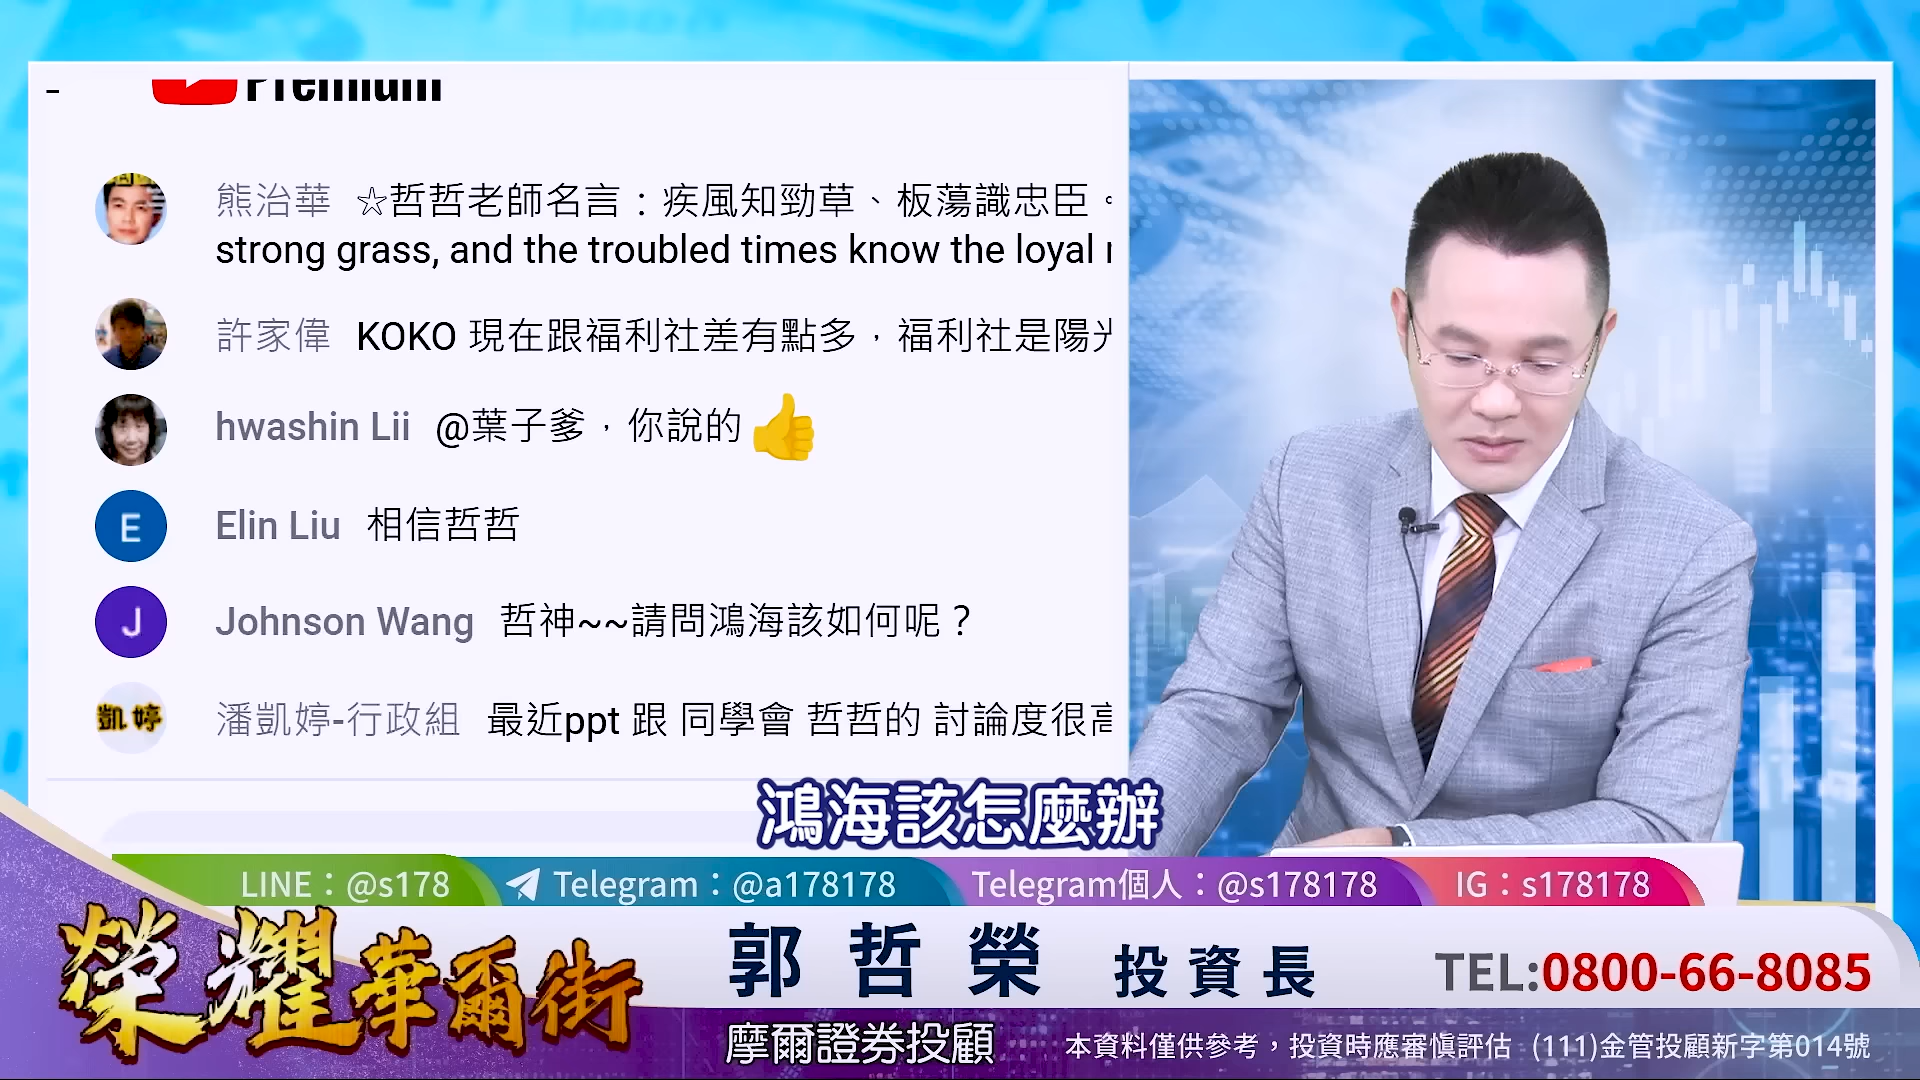 Premium
熊治華 ☆哲哲老師名言：疾風知勁草、板蕩識忠臣。
strong grass, and the troubled times know the loyal
許家偉 KOKO 現在跟福利社差有點多，福利社是陽光
hwashin Lii @葉子爹，你說的
E Elin Liu 相信哲哲
J Johnson Wang 哲神~~請問鴻海該如何呢？
凱婷 潘凱婷-行政組 最近ppt 跟 同學會 哲哲的 討論度很高
鴻海該怎麼辦
LINE：@s178 Telegram：@a178178 Telegram個人：@s178178 IG：s178178
榮耀華爾街 郭哲榮 投資長 TEL:0800-66-8085
摩爾證券投顧 本資料僅供參考，投資時應審慎評估 (111)金管投顧新字第014號